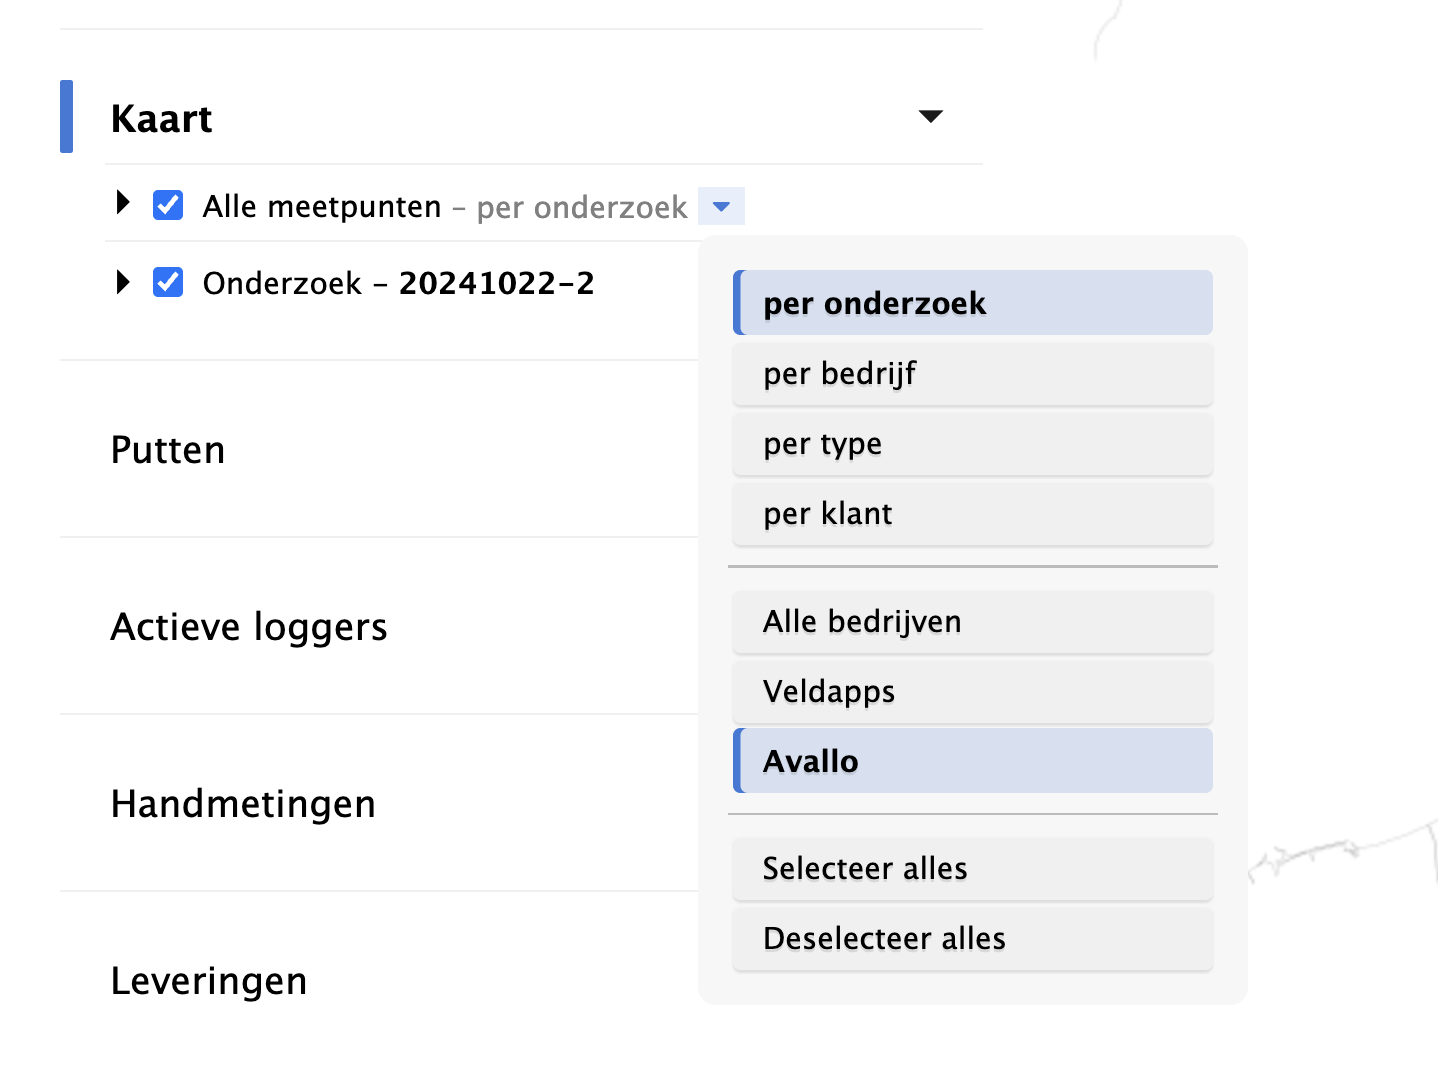 Kaart
Alle meetpunten – per onderzoek
Onderzoek – 20241022-2
per onderzoek
per bedrijf
per type
per klant
Alle bedrijven
Veldapps
Avallo
Selecteer alles
Deselecteer alles
Putten
Actieve loggers
Handmetingen
Leveringen